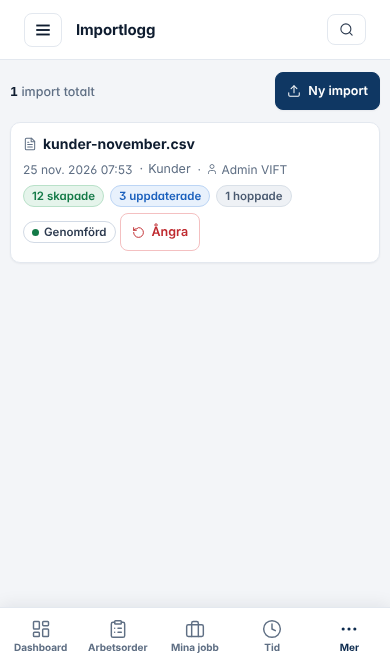 Importlogg
1 import totalt
Ny import
kunder-november.csv
25 nov. 2026 07:53 · Kunder · Admin VIFT
12 skapade 3 uppdaterade 1 hoppade
Genomförd Ångra
Dashboard Arbetsorder Mina jobb Tid Mer